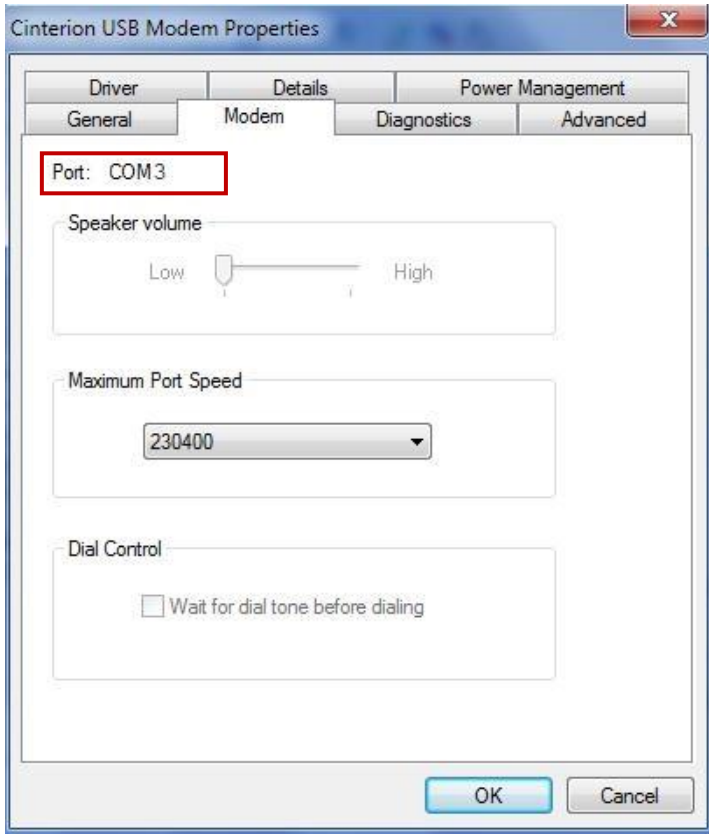 Cinterion USB Modem Properties
Driver Details Power Management
General Modem Diagnostics Advanced
Port: COM3
Speaker volume
Low High
Maximum Port Speed
230400
Dial Control
Wait for dial tone before dialing
OK Cancel